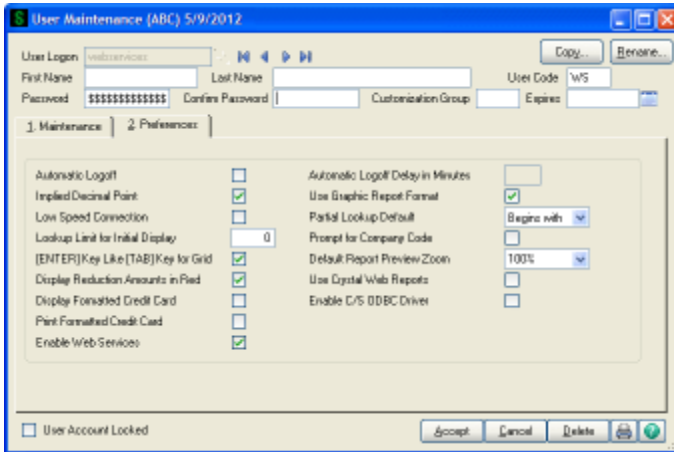 User Maintenance (ABC) 5/9/2012
User Logon webservices Copy... Rename...
First Name Last Name User Code WS
Password $$$$$$$$$$$$$ Confirm Password Customization Group Expires
1. Maintenance 2. Preferences
Automatic Logoff Automatic Logoff Delay in Minutes
Implied Decimal Point Use Graphic Report Format
Low Speed Connection Partial Lookup Default Begins with
Lookup Limit for Initial Display 0 Prompt for Company Code
[ENTER] Key Like [TAB] Key for Grid Default Report Preview Zoom 100%
Display Reduction Amounts in Red Use Crystal Web Reports
Display Formatted Credit Card Enable C/S ODBC Driver
Print Formatted Credit Card
Enable Web Services
User Account Locked Accept Cancel Delete